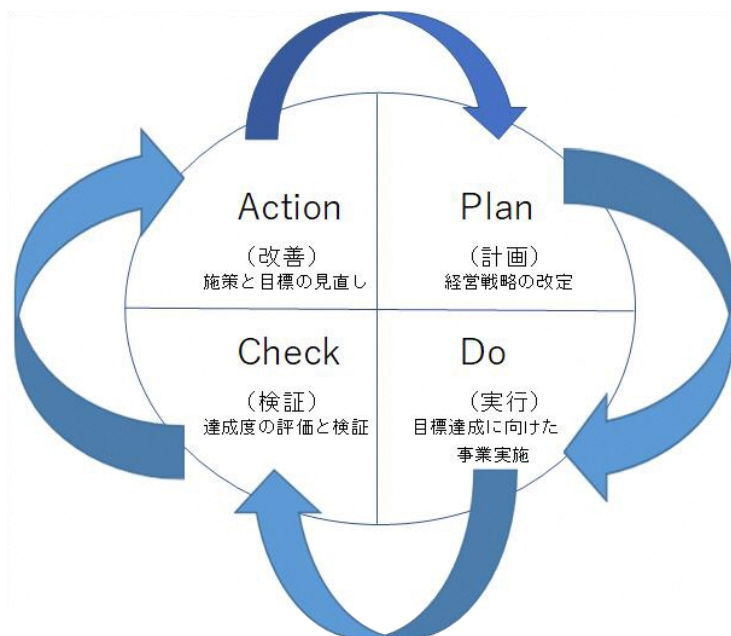 Action
（改善）
施策と目標の見直し
Plan
（計画）
経営戦略の改定
Check
（検証）
達成度の評価と検証
Do
（実行）
目標達成に向けた
事業実施